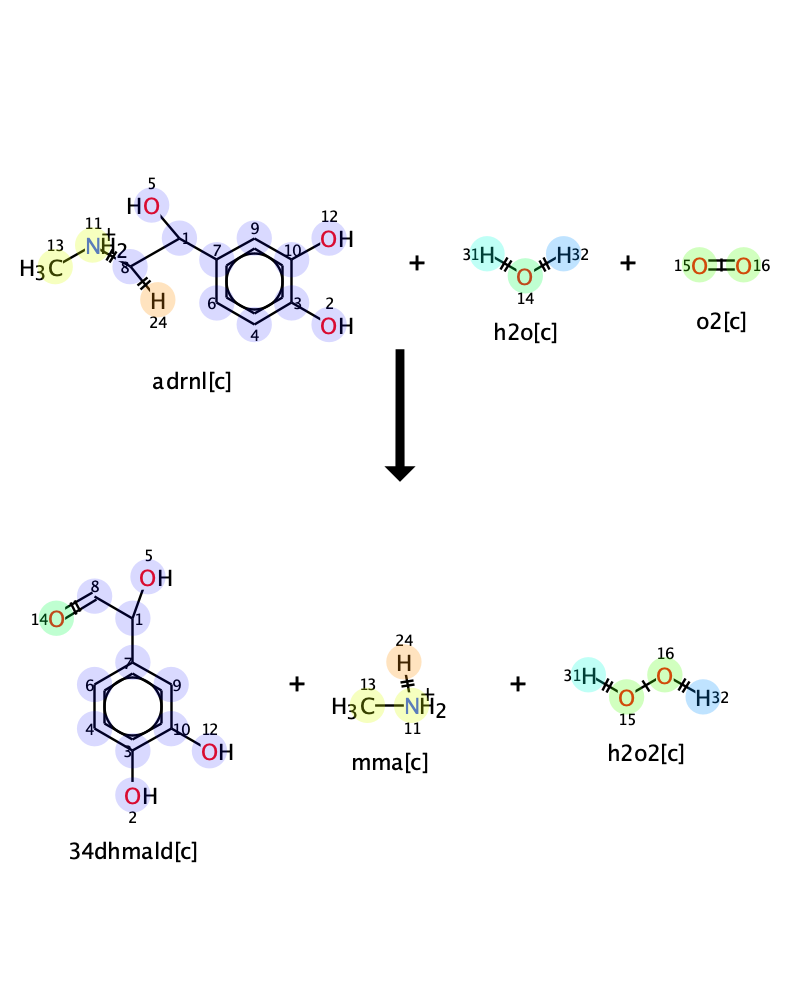 5
HO
11
+
NH2
13
H3C
8
1
H
24
7
9
6
4
10
3
12
OH
2
OH
adrnl[c]
+
31H
H32
O
14
h2o[c]
+
15O
O16
o2[c]
5
OH
8
14O
1
7
6
9
4
10
3
12
OH
OH
2
34dhmald[c]
+
24
H
13
+
H3C
NH2
11
mma[c]
+
31H
16
O
O
15
H32
h2o2[c]